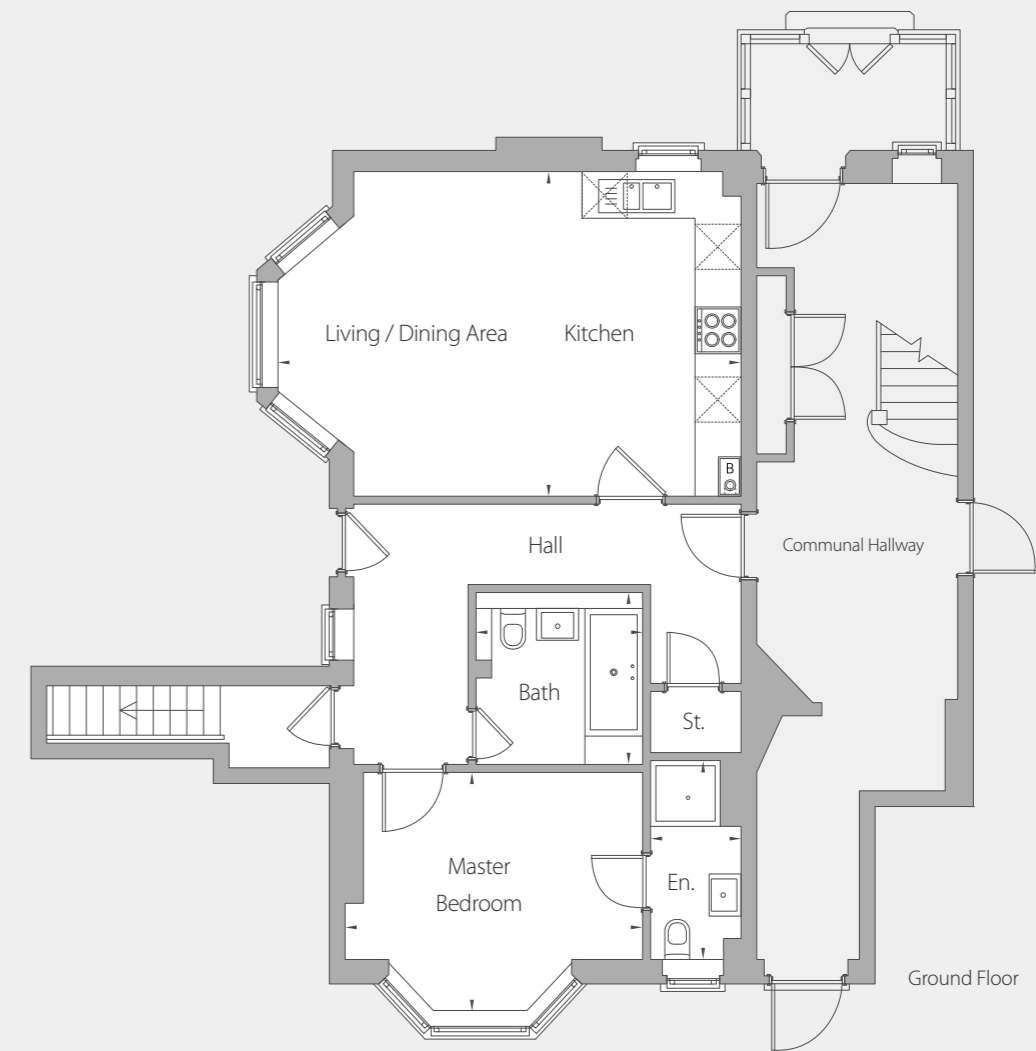 Living / Dining Area
Kitchen
B
Hall
Communal Hallway
Bath
St.
Master
Bedroom
En.
Ground Floor